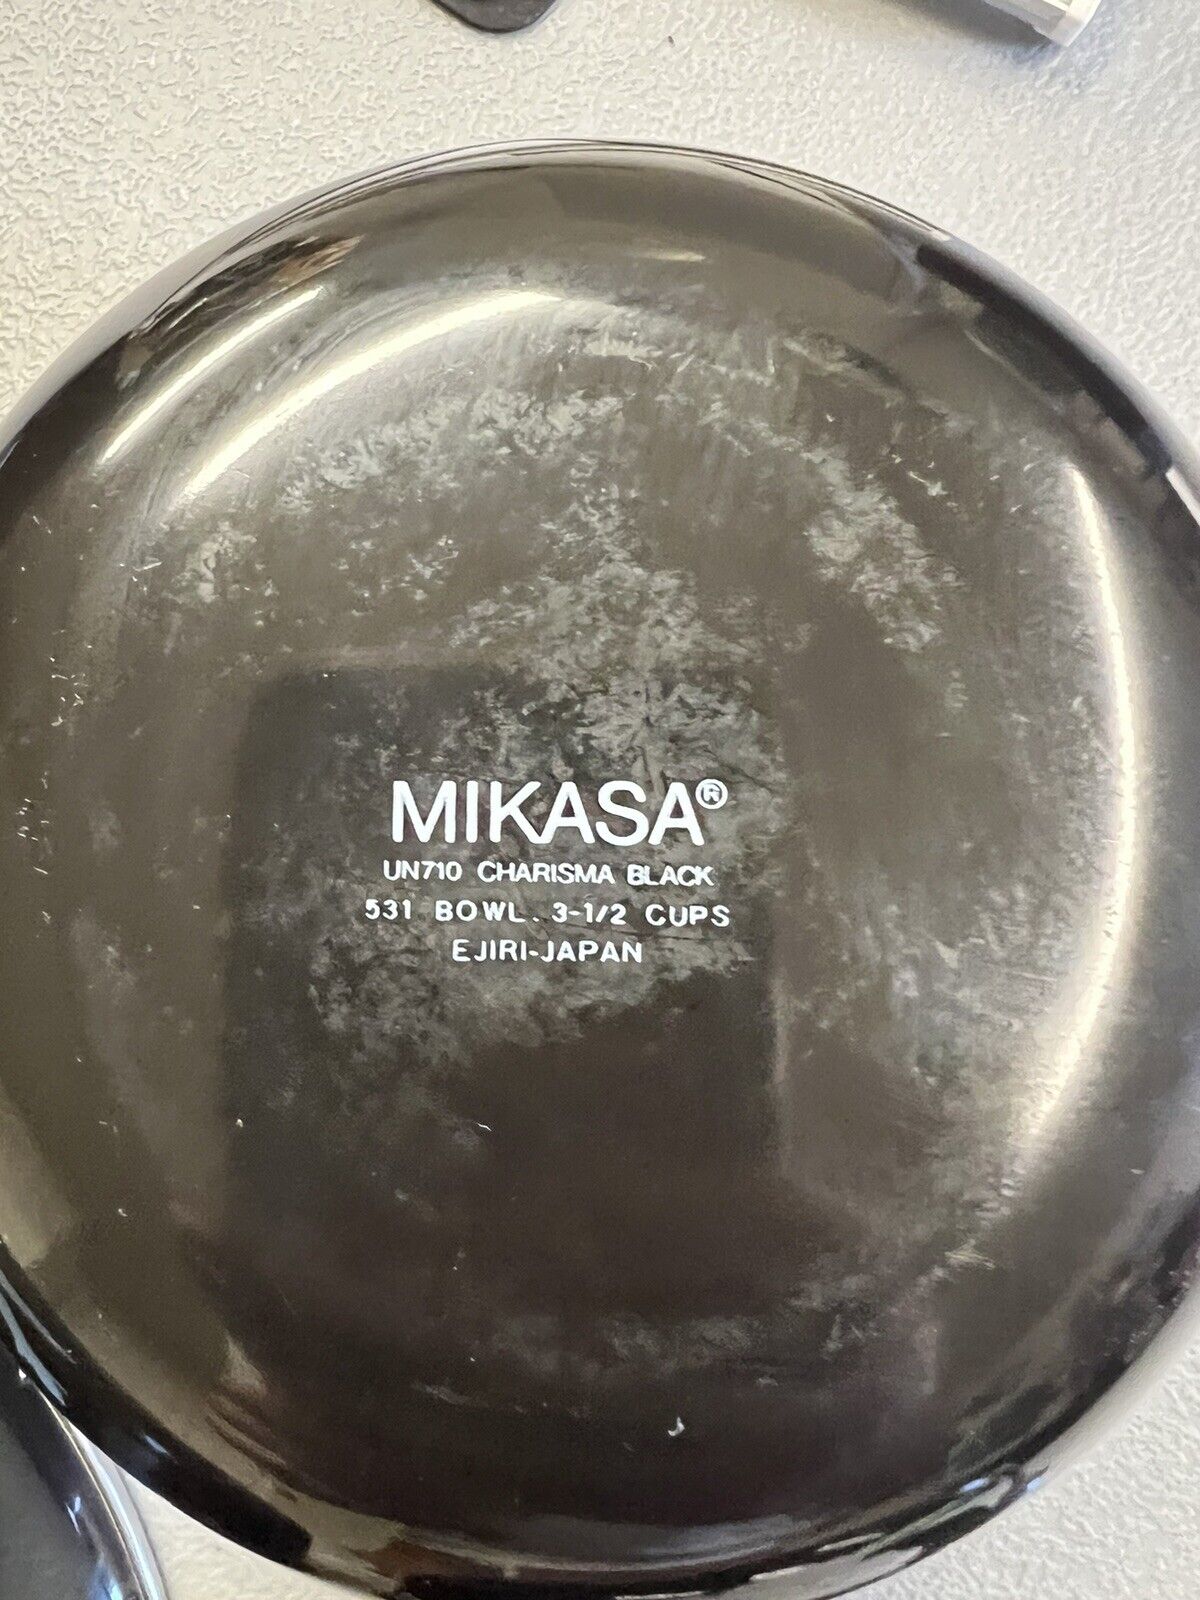 MIKASA®
UN710 CHARISMA BLACK
531 BOWL. 3-1/2 CUPS
EJIRI-JAPAN